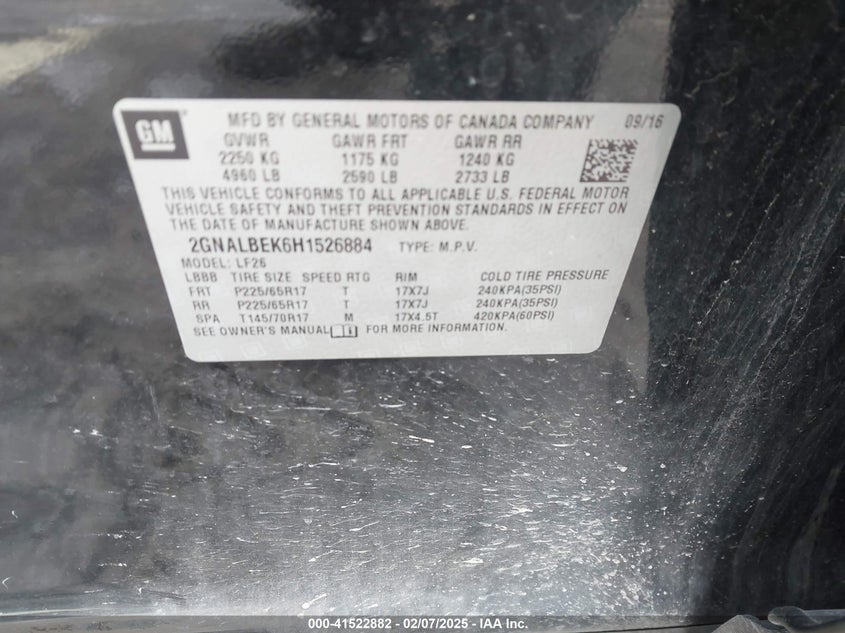 GM
MFD BY GENERAL MOTORS OF CANADA COMPANY 09/16
GVWR GAWR FRT GAWR RR
2250 KG 1175 KG 1240 KG
4960 LB 2590 LB 2733 LB
THIS VEHICLE CONFORMS TO ALL APPLICABLE U.S. FEDERAL MOTOR
VEHICLE SAFETY AND THEFT PREVENTION STANDARDS IN EFFECT ON
THE DATE OF MANUFACTURE SHOWN ABOVE.
2GNALBEK6H1526884 TYPE: M.P.V.
MODEL: LF26
LBBB TIRE SIZE SPEED RTG RIM COLD TIRE PRESSURE
FRT P225/65R17 T 17X7J 240KPA(35PSI)
RR P225/65R17 T 17X7J 240KPA(35PSI)
SPA T145/70R17 M 17X4.5T 420KPA(60PSI)
SEE OWNER'S MANUAL FOR MORE INFORMATION.
000-41522882 - 02/07/2025 - IAA Inc.